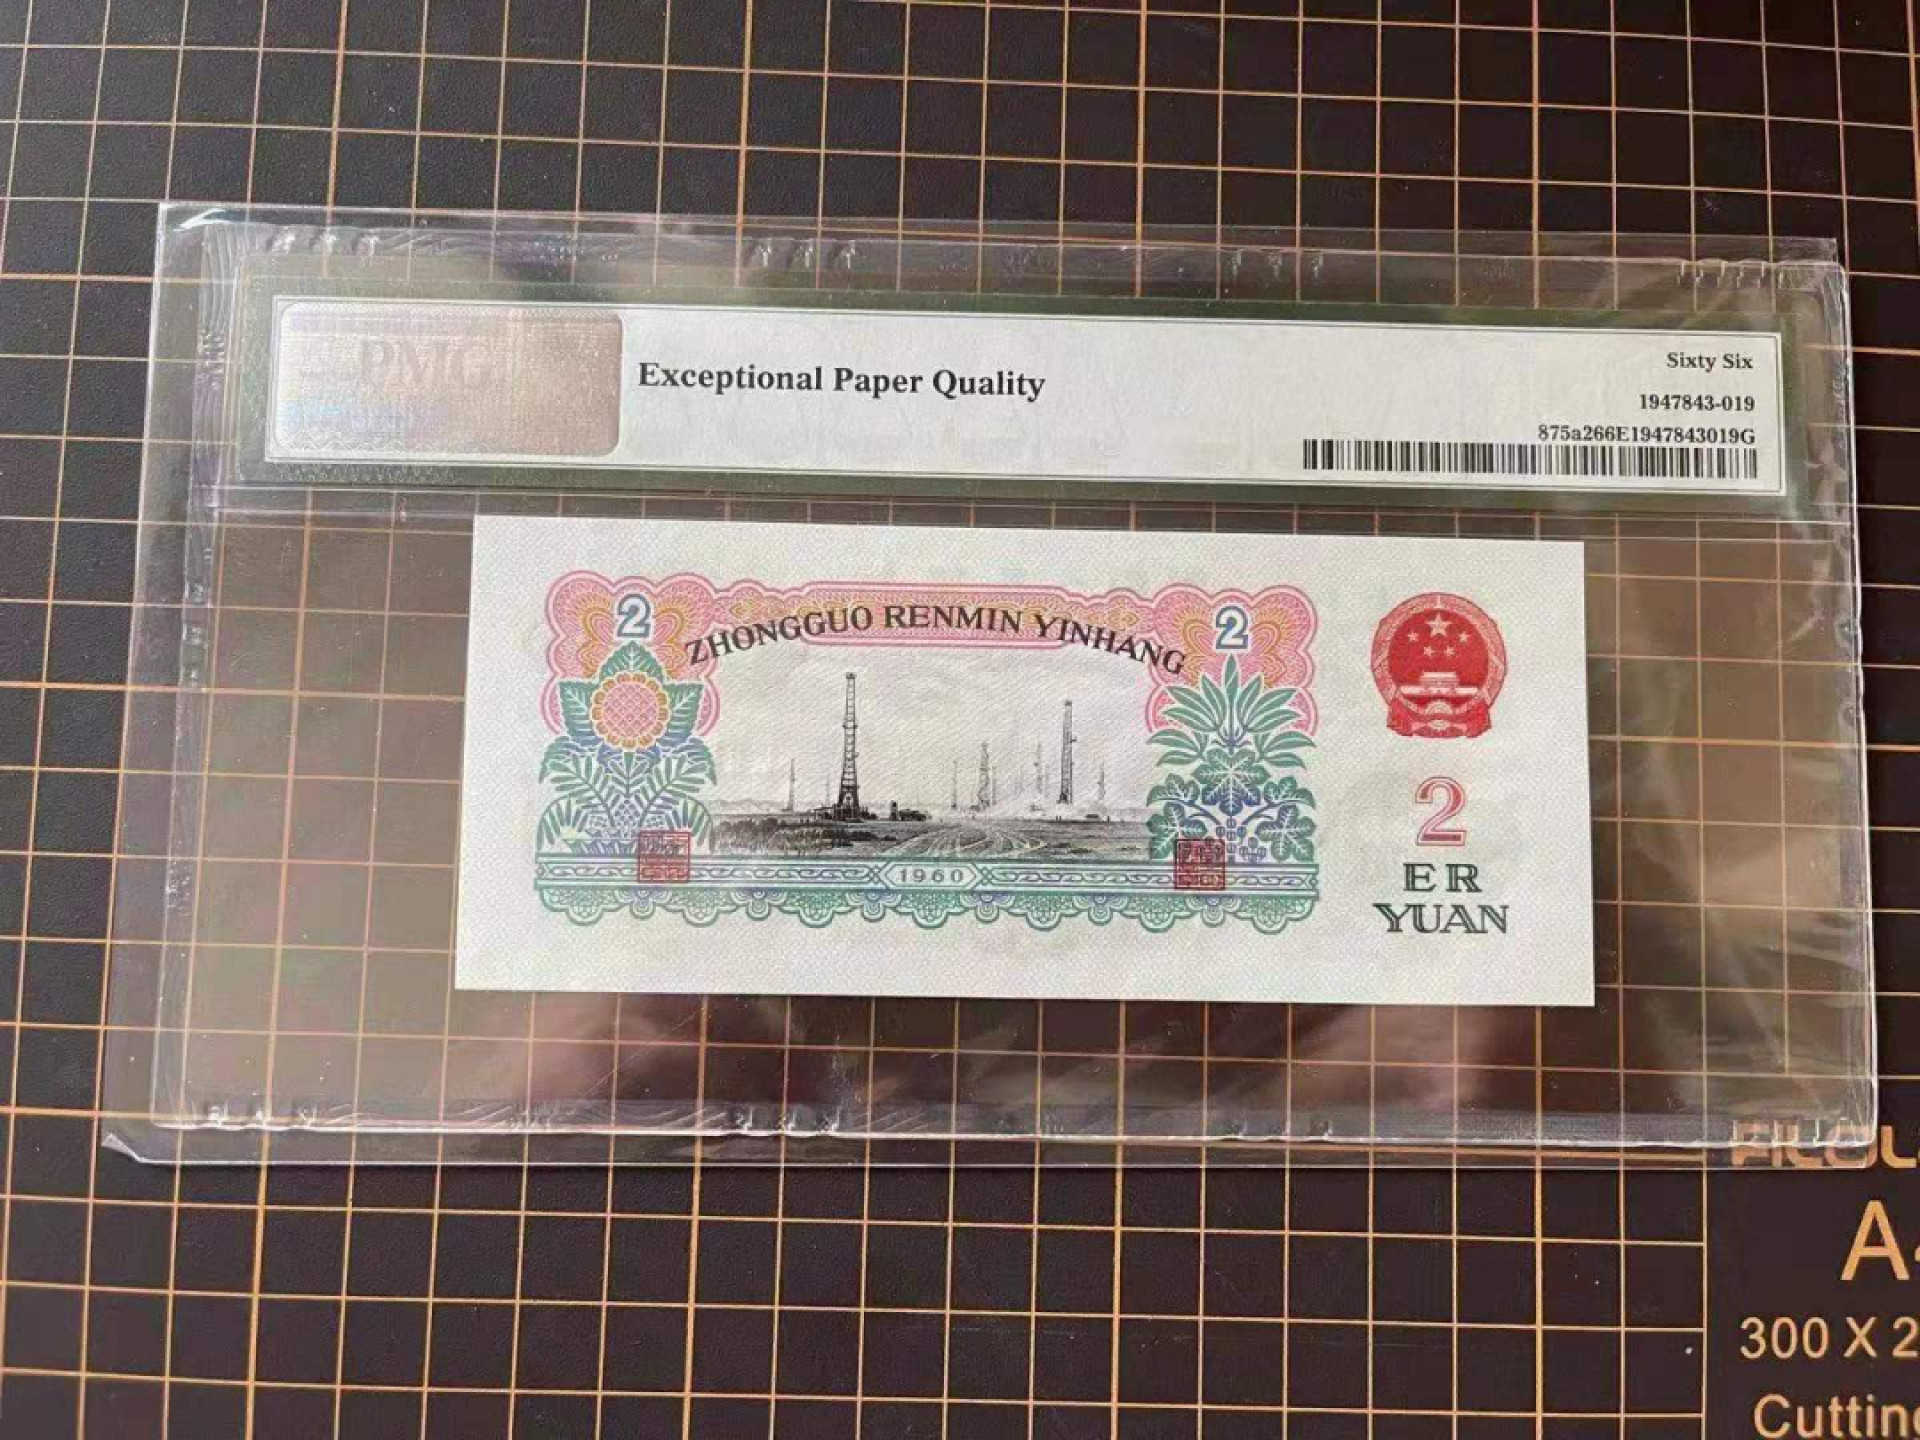 PMG
Exceptional Paper Quality
Sixty Six
1947843-019
875a266E1947843019G
2
ZHONGGUO RENMIN YINHANG
2
1960
2
ER
YUAN
300 X 2
Cutting